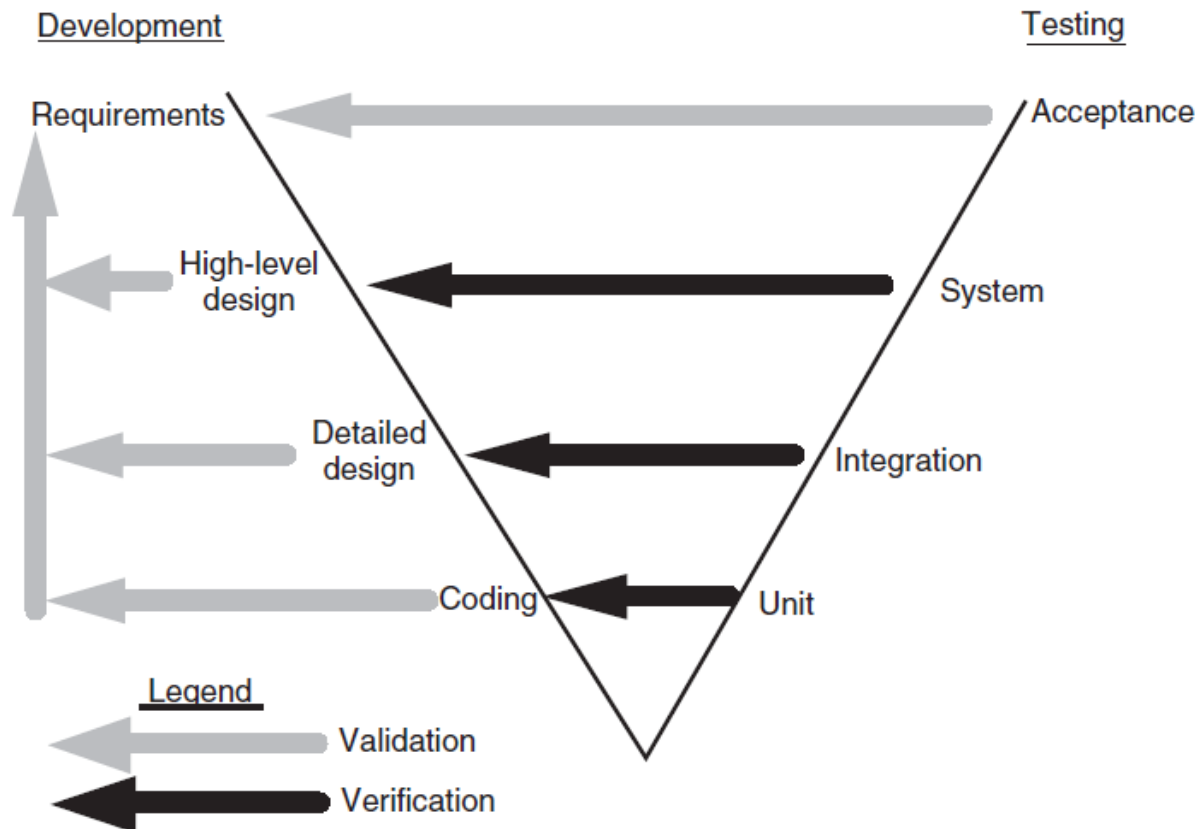 Development
Testing
Requirements
Acceptance
High-level
design
System
Detailed
design
Integration
Coding
Unit
Legend
Validation
Verification